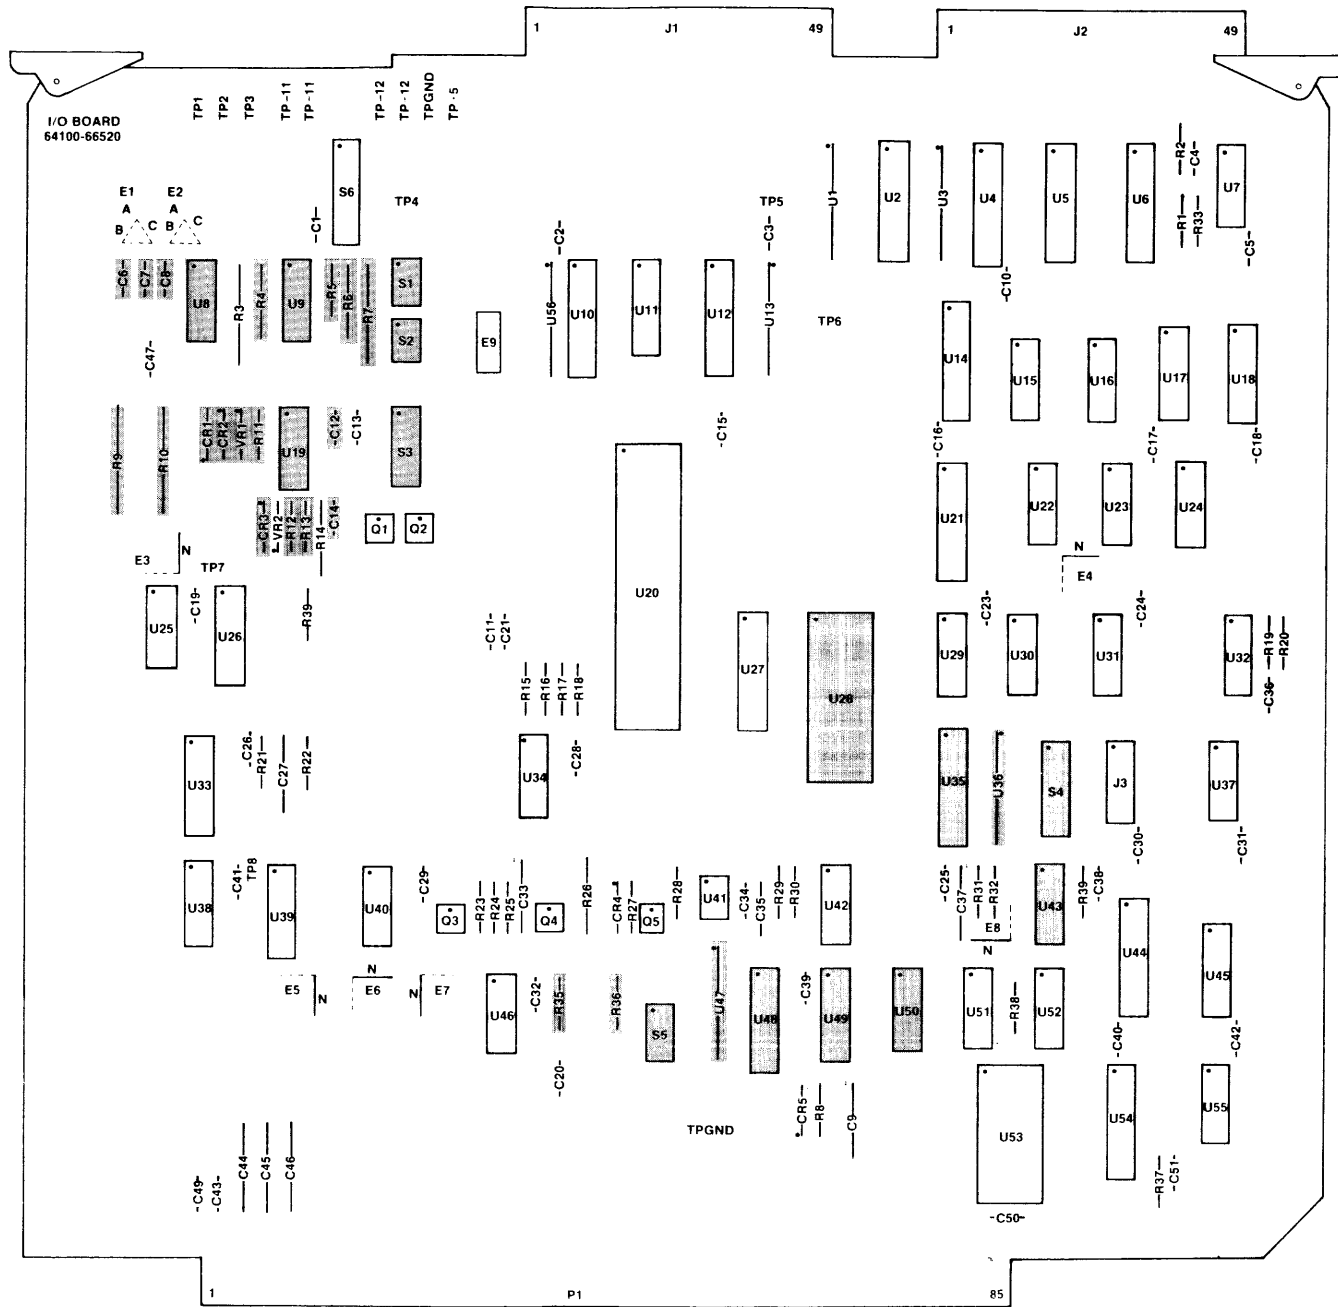 1 J1 49 1 J2 49
TP1 TP2 TP3 TP-11 TP-11 TP-12 TP-12 TPGND TP-5
I/O BOARD
64100-66520
E1 E2 S6 TP4 TP5 U1 U2 U3 U4 U5 U6 R2 C4 U7
A A
B C B C C1 C2 C3 R1 R33 C5
C6 C7 C8 U8 R3 R4 U9 R5 R6 R7 S1 U56 U10 U11 U12 U13 C10
S2 E9 TP6 U14 U15 U16 U17 U18
C47
R9 R10 CR1 CR2 VR1 R11 U19 C12 C13 S3 C15 C16 C17 C18
CR3 VR2 R12 R13 R14 C14 Q1 Q2 U21 U22 U23 U24
E3 N TP7 N E4
U25 C19 U26 R39 C11 C21 U20 U27 U28 C23 C24
U29 U30 U31 U32 R19 R20
R15 R16 R17 R18 C36
U33 C26 R21 C27 R22 U34 C28 U35 U36 S4 J3 U37
C30 C31
U38 C41 TP8 U39 U40 C29 Q3 R23 R24 R25 C33 Q4 R26 CR4 R27 Q5 R28 U41 C34 C35 R29 R30 U42 C25 C37 R31 R32 E8 N U43 R39 C38
E5 N N E6 N E7 U46 C32 R35 R36 S5 U47 U48 C39 U49 U50 U51 R38 U52 U44 U45
C20 C40 C42
TPGND CR5 R8 C9 U53 U54 U55
C49 C43 C44 C45 C46 R37 C51
C50
1 P1 85